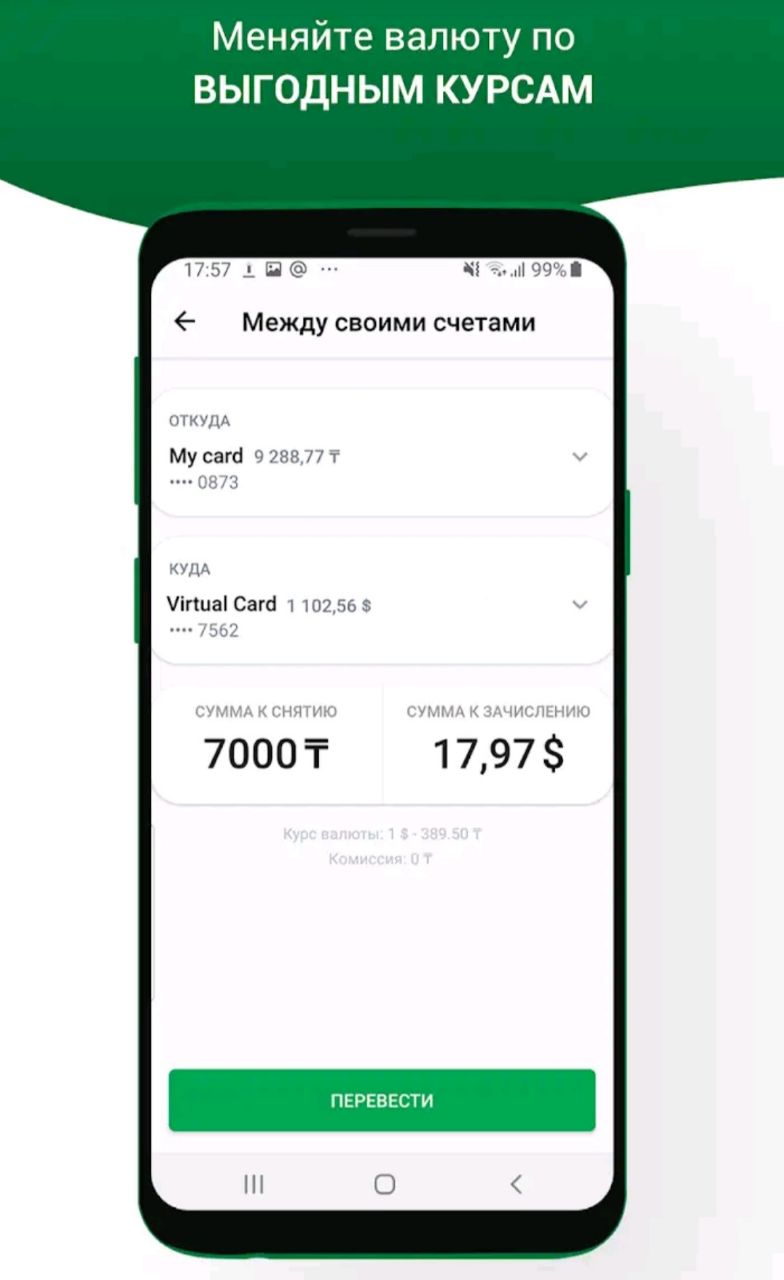 Меняйте валюту по
ВЫГОДНЫМ КУРСАМ
17:57 99%
Между своими счетами
ОТКУДА
My card 9 288,77 ₸
•••• 0873
КУДА
Virtual Card 1 102,56 $
•••• 7562
СУММА К СНЯТИЮ СУММА К ЗАЧИСЛЕНИЮ
7000 ₸ 17,97 $
Курс валюты: 1 $ - 389.50 ₸
Комиссия: 0 ₸
ПЕРЕВЕСТИ